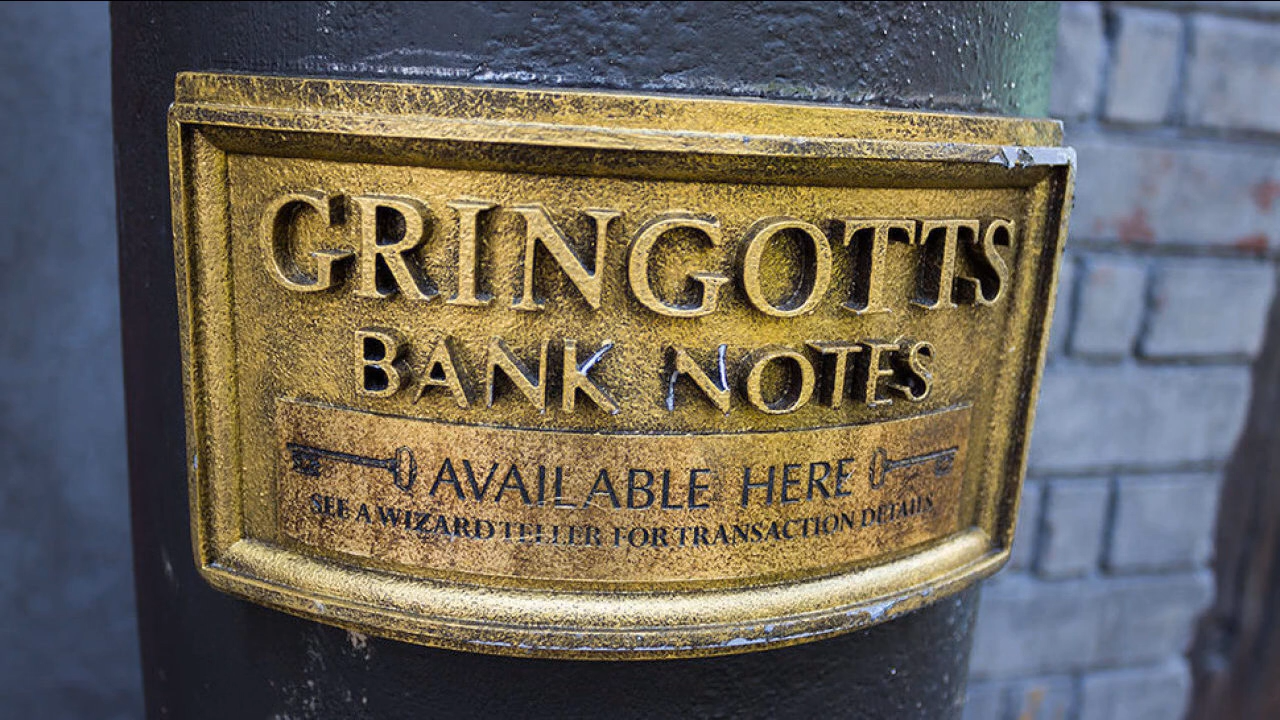 GRINGOTTS
BANK NOTES
AVAILABLE HERE
SEE A WIZARD TELLER FOR TRANSACTION DETAILS